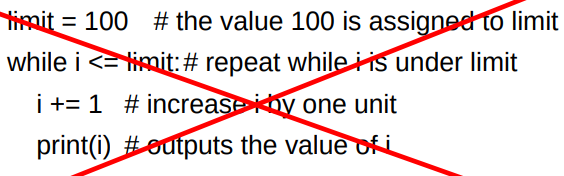 limit = 100 # the value 100 is assigned to limit
while i <= limit: # repeat while i is under limit
i += 1 # increase i by one unit
print(i) # outputs the value of i